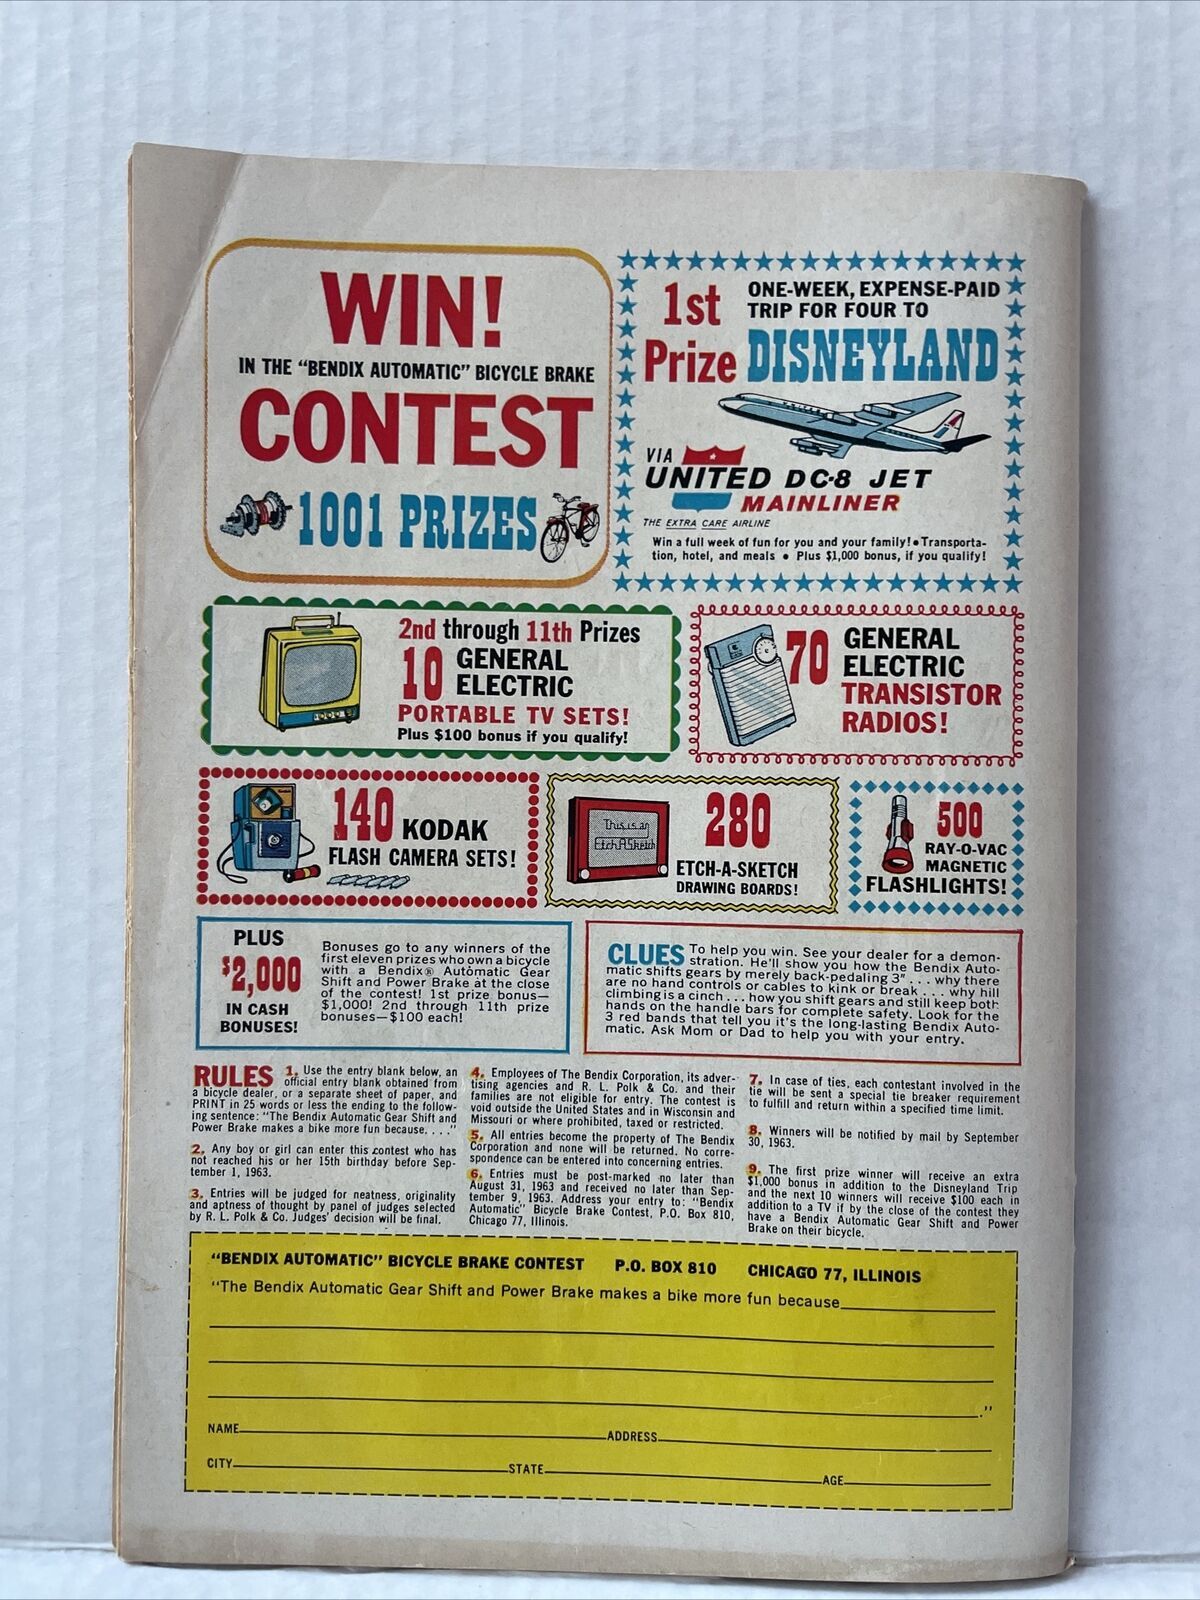 WIN!
IN THE “BENDIX AUTOMATIC” BICYCLE BRAKE
CONTEST
1001 PRIZES
1st
Prize
ONE-WEEK, EXPENSE-PAID
TRIP FOR FOUR TO
DISNEYLAND
VIA
UNITED DC-8 JET
MAINLINER
THE EXTRA CARE AIRLINE
Win a full week of fun for you and your family! • Transporta-
tion, hotel, and meals • Plus $1,000 bonus, if you qualify!
2nd through 11th Prizes
10 GENERAL
ELECTRIC
PORTABLE TV SETS!
Plus $100 bonus if you qualify!
70 GENERAL
ELECTRIC
TRANSISTOR
RADIOS!
140 KODAK
FLASH CAMERA SETS!
This is an
Etch A Sketch
280
ETCH-A-SKETCH
DRAWING BOARDS!
500
RAY-O-VAC
MAGNETIC
FLASHLIGHTS!
PLUS
$2,000
IN CASH
BONUSES!
Bonuses go to any winners of the
first eleven prizes who own a bicycle
with a Bendix® Automatic Gear
Shift and Power Brake at the close
of the contest! 1st prize bonus—
$1,000! 2nd through 11th prize
bonuses—$100 each!
CLUES To help you win. See your dealer for a demon-
stration. He'll show you how the Bendix Auto-
matic shifts gears by merely back-pedaling 3" . . . why there
are no hand controls or cables to kink or break . . . why hill
climbing is a cinch . . . how you shift gears and still keep both
hands on the handle bars for complete safety. Look for the
3 red bands that tell you it's the long-lasting Bendix Auto-
matic. Ask Mom or Dad to help you with your entry.
RULES 1. Use the entry blank below, an
official entry blank obtained from
a bicycle dealer, or a separate sheet of paper, and
PRINT in 25 words or less the ending to the follow-
ing sentence: "The Bendix Automatic Gear Shift and
Power Brake makes a bike more fun because. . . ."
2. Any boy or girl can enter this contest who has
not reached his or her 15th birthday before Sep-
tember 1, 1963.
3. Entries will be judged for neatness, originality
and aptness of thought by panel of judges selected
by R. L. Polk & Co. Judges' decision will be final.
4. Employees of The Bendix Corporation, its adver-
tising agencies and R. L. Polk & Co. and their
families are not eligible for entry. The contest is
void outside the United States and in Wisconsin and
Missouri or where prohibited, taxed or restricted.
5. All entries become the property of The Bendix
Corporation and none will be returned. No corre-
spondence can be entered into concerning entries.
6. Entries must be post-marked no later than
August 31, 1963 and received no later than Sep-
tember 9, 1963. Address your entry to: "Bendix
Automatic" Bicycle Brake Contest, P.O. Box 810,
Chicago 77, Illinois.
7. In case of ties, each contestant involved in the
tie will be sent a special tie breaker requirement
to fulfill and return within a specified time limit.
8. Winners will be notified by mail by September
30, 1963.
9. The first prize winner will receive an extra
$1,000 bonus in addition to the Disneyland Trip
and the next 10 winners will receive $100 each in
addition to a TV if by the close of the contest they
have a Bendix Automatic Gear Shift and Power
Brake on their bicycle.
“BENDIX AUTOMATIC” BICYCLE BRAKE CONTEST P.O. BOX 810 CHICAGO 77, ILLINOIS
“The Bendix Automatic Gear Shift and Power Brake makes a bike more fun because
.”
NAME ADDRESS
CITY STATE AGE